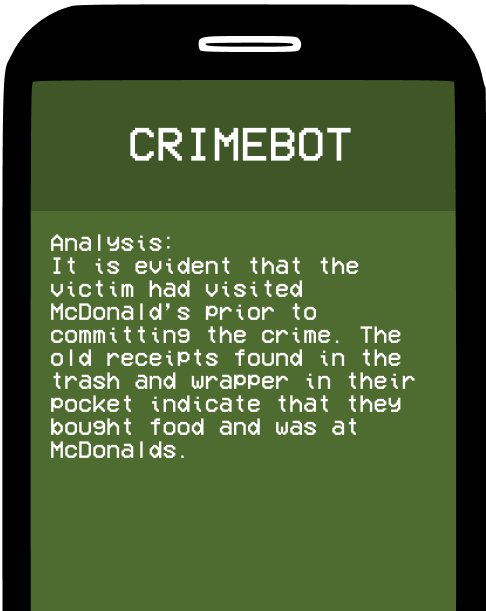 CRIMEBOT
Analysis:
It is evident that the
victim had visited
McDonald's prior to
committing the crime. The
old receipts found in the
trash and wrapper in their
pocket indicate that they
bought food and was at
McDonalds.